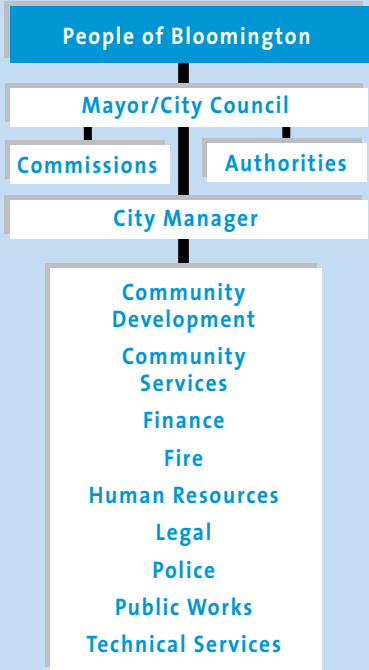 People of Bloomington
Mayor/City Council
Commissions
Authorities
City Manager
Community
Development
Community
Services
Finance
Fire
Human Resources
Legal
Police
Public Works
Technical Services